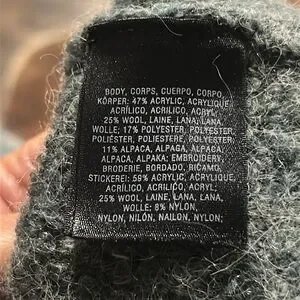 BODY, CORPS, CUERPO, CORPO,
KÖRPER: 47% ACRYLIC, ACRYLIQUE,
ACRÍLICO, ACRILICO, ACRYL;
25% WOOL, LAINE, LANA, LANA,
WOLLE; 17% POLYESTER, POLYESTER,
POLIÉSTER, POLIESTERE, POLYESTER;
11% ALPACA, ALPAGA, ALPACA,
ALPACA, ALPAKA; EMBROIDERY,
BRODERIE, BORDADO, RICAMO,
STICKEREI: 59% ACRYLIC, ACRYLIQUE,
ACRÍLICO, ACRILICO, ACRYL;
25% WOOL, LAINE, LANA, LANA,
WOLLE; 8% NYLON,
NYLON, NILÓN, NAILON, NYLON;